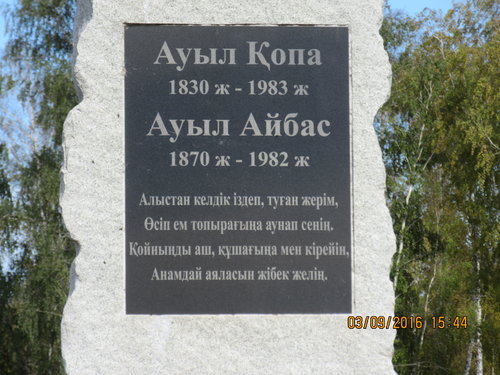 Ауыл Қопа
1830 ж - 1983 ж
Ауыл Айбас
1870 ж - 1982 ж
Алыстан келдік іздеп, туған жерім,
Өсіп ем топырағыңа аунап сенің.
Қойныңды аш, құшағыңа мен кірейін,
Анамдай аяласын жібек желің.
03/09/2016 15:44